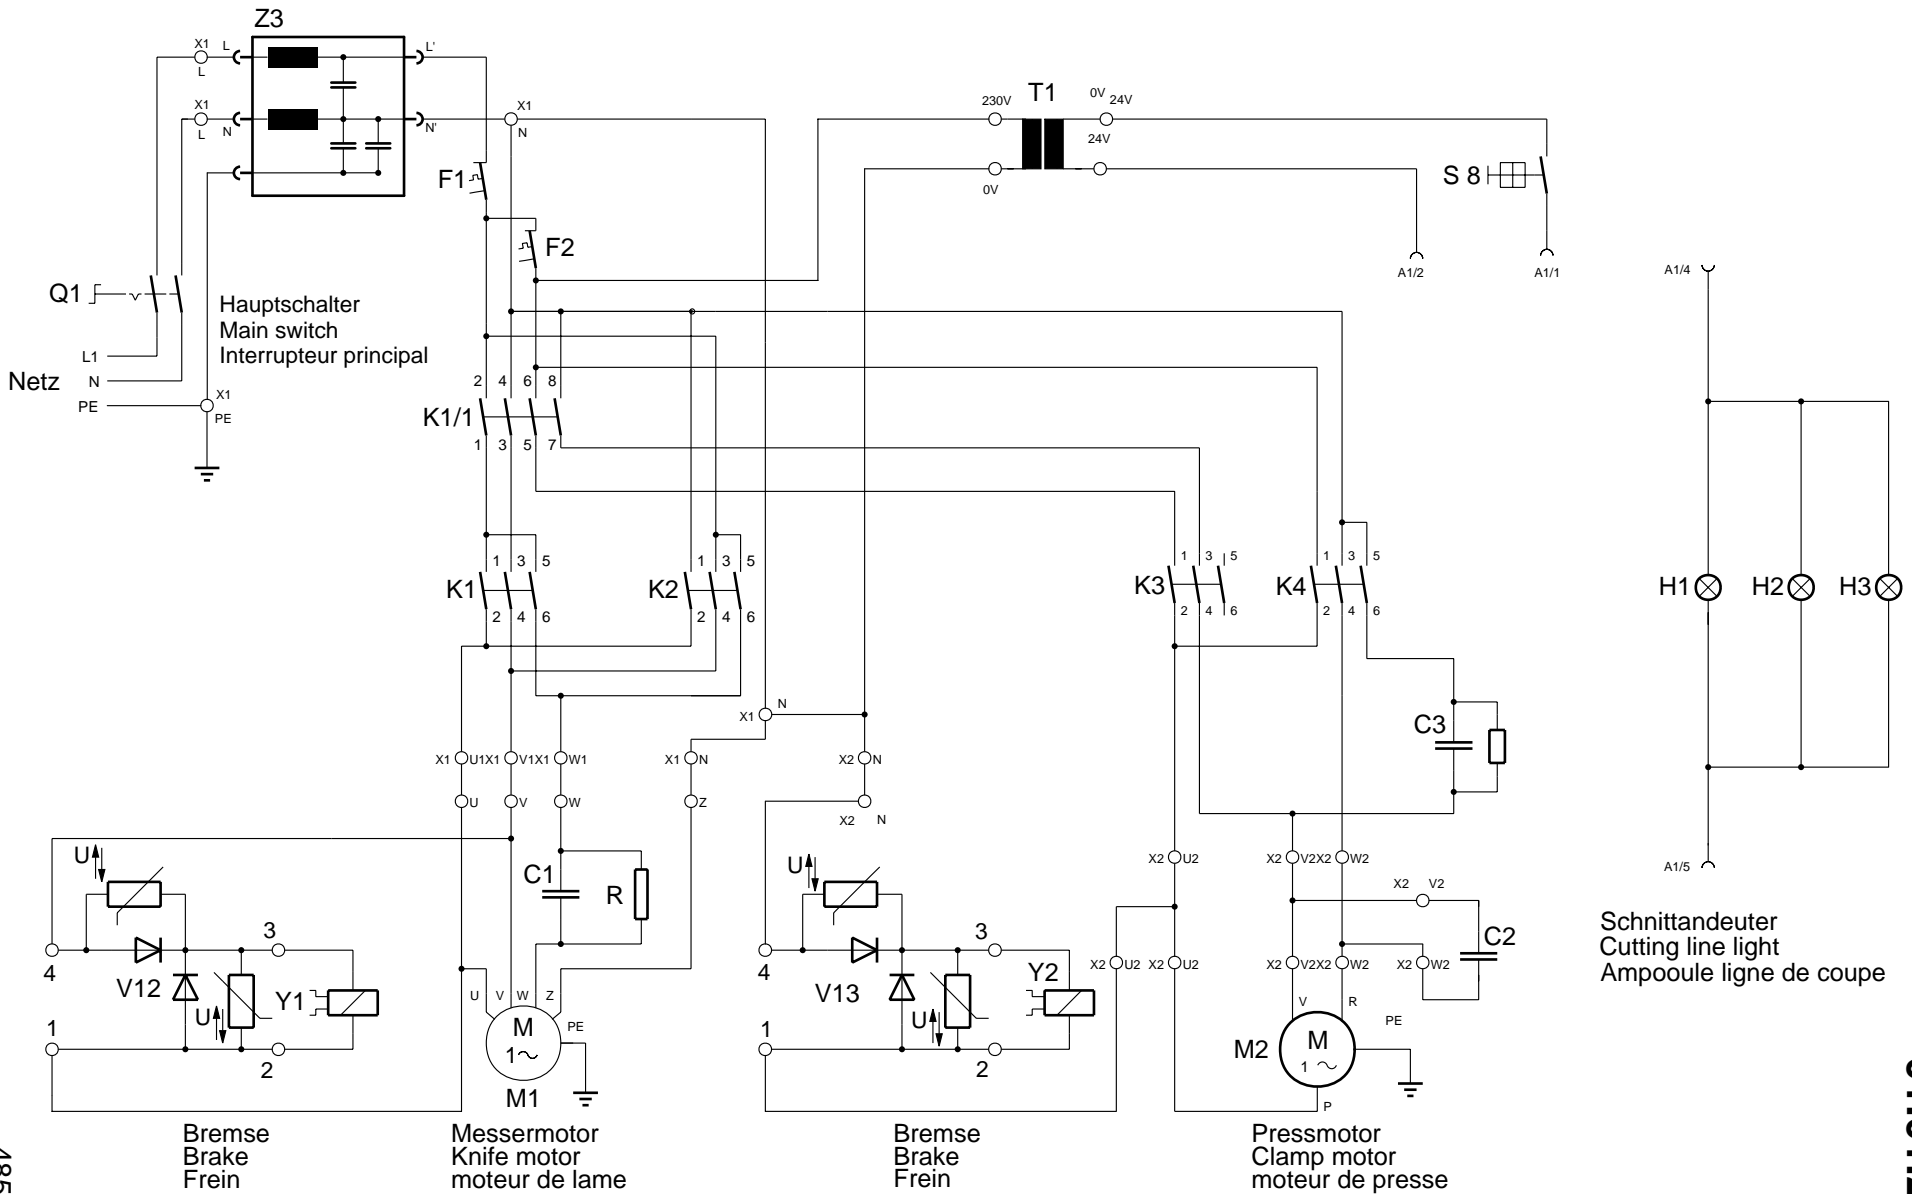 Z3
X1 L L'
L
X1
L N N'
X1
N
230V T1 0V 24V
24V
0V
F1
S 8
F2
A1/2 A1/1 A1/4
Q1
Hauptschalter
Main switch
Interrupteur principal
L1
Netz N
PE
X1
PE
2 4 6 8
K1/1
1 3 5 7
1 3 5
K1
2 4 6
1 3 5
K2
2 4 6
1 3 5
K3
2 4 6
1 3 5
K4
2 4 6
H1 H2 H3
X1 N
C3
X1 U1 X1 V1 X1 W1 X1 N X2 N
U V W Z
X2 N
U
C1
R
U
X2 U2 X2 V2 X2 W2
A1/5
X2 V2
Schnittandeuter
Cutting line light
Ampooule ligne de coupe
3
4
V12
U
Y1
1
2
U V W Z
M
1~
PE
M1
3
4
V13
U
Y2
1
2
X2 U2 X2 U2 X2 V2 X2 W2 X2 W2
C2
V R
PE
M2
M
1 ~
P
Bremse
Brake
Frein
Messermotor
Knife motor
moteur de lame
Bremse
Brake
Frein
Pressmotor
Clamp motor
moteur de presse